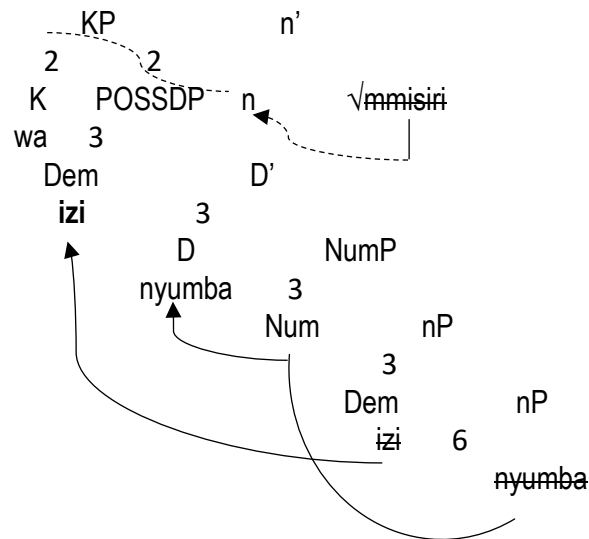 KP n'
2 2
K POSSDP n √mmisiri
wa 3
Dem D'
izi 3
D NumP
nyumba 3
Num nP
3
Dem nP
izi 6
nyumba